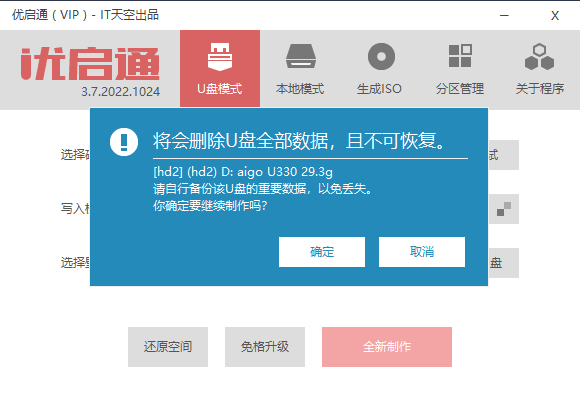 优启通（VIP）- IT天空出品
优启通
3.7.2022.1024
U盘模式
本地模式
生成ISO
分区管理
关于程序
选择
试
将会删除U盘全部数据，且不可恢复。
[hd2] (hd2) D: aigo U330 29.3g
请自行备份该U盘的重要数据，以免丢失。
你确定要继续制作吗？
写入
确定
取消
选择
盘
还原空间
免格升级
全新制作